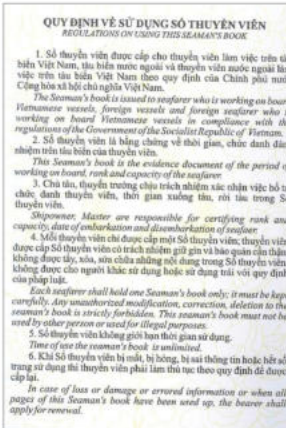 QUY ĐỊNH VỀ SỬ DỤNG SỔ THUYỀN VIÊN
REGULATIONS ON USING THIS SEAMAN'S BOOK
1. Sổ thuyền viên được cấp cho thuyền viên làm việc trên tà
biển Việt Nam, tàu biển nước ngoài và thuyền viên nước ngoài là
việc trên tàu biển Việt Nam theo quy định của Chính phủ nướ
Cộng hòa xã hội chủ nghĩa Việt Nam.
The Seaman's Book is issued to seafarer who is working on boar
Vietnamese vessels, foreign vessels and foreign seafarer who i
working on board Vietnamese vessels in compliance with th
regulations of the Government of the Socialist Republic of Vietnam.
2. Sổ thuyền viên là bằng chứng về thời gian, chức danh đả
nhiệm trên tàu biển của thuyền viên.
This Seaman's Book is the evidence document of the period o
working on board, rank and capacity of the seafarer.
3. Chủ tàu, thuyền trưởng chịu trách nhiệm xác nhận việc bố tr
chức danh thuyền viên, thời gian xuống tàu, rời tàu trong S
thuyền viên.
Shipowner, Master are responsible for certifying rank an
capacity, date of embarkation and disembarkation of seafaer.
4. Mỗi thuyền viên chỉ được cấp một Sổ thuyền viên; thuyền viê
được cấp Sổ thuyền viên có trách nhiệm giữ gìn và bảo quản cẩn thận
không được tẩy, xóa, sửa chữa những nội dung trong Sổ thuyền viên
không được cho người khác sử dụng hoặc sử dụng trái với quy định
của pháp luật.
Each seafarer shall hold one Seaman's Book only; it must be kep
carefully. Any unauthorized modification, correction, deletion to th
seaman's book is strictly forbidden. This seaman's book must not be
used by other person or used for illegal purposes.
5. Sổ thuyền viên không giới hạn thời gian sử dụng.
Time of use the seaman's book is unlimited.
6. Khi Sổ thuyền viên bị mất, bị hỏng, bị sai thông tin hoặc hết số
trang sử dụng thì thuyền viên phải làm thủ tục theo quy định để được
cấp lại.
In case of loss or damage or errored information or when all
pages of this Seaman's book have been used up, the bearer shall
apply for renewal.